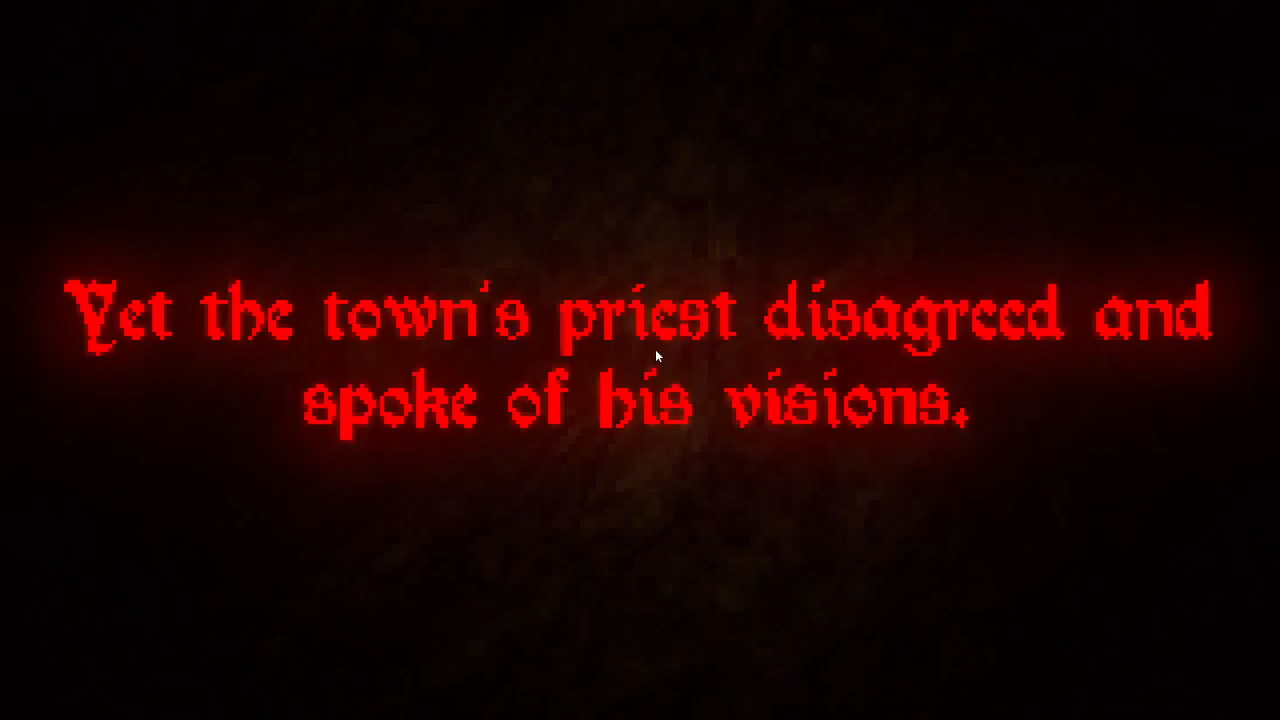 Yet the town's priest disagreed and
spoke of his visions.